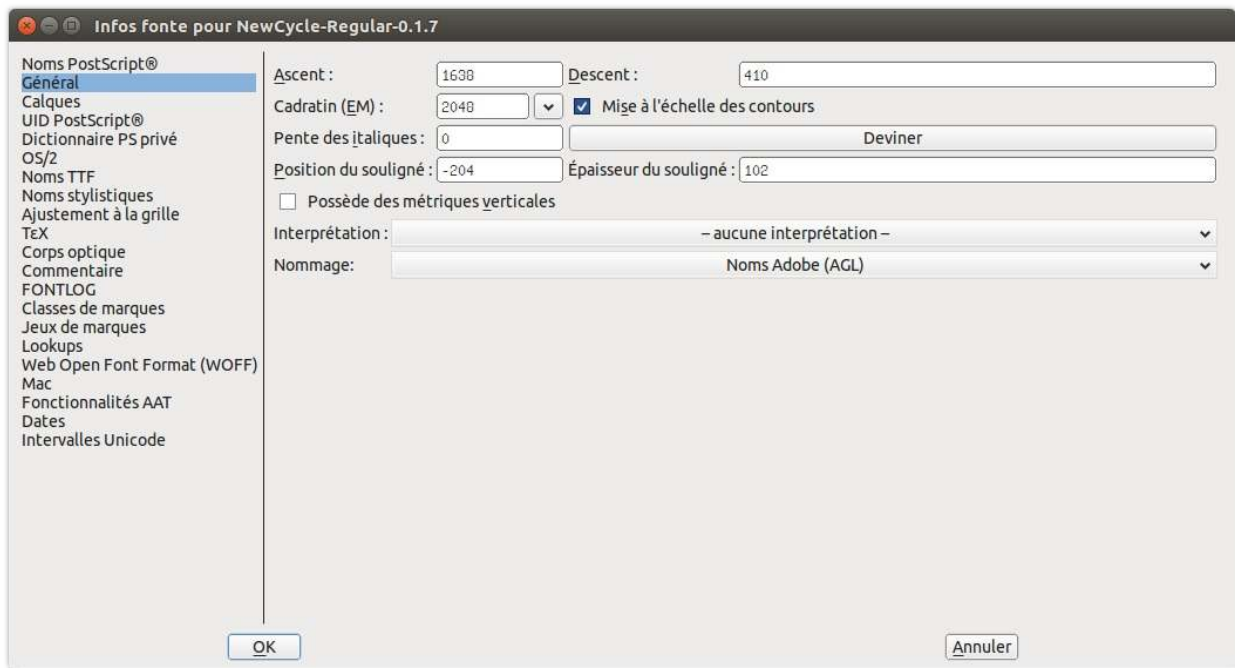 Infos fonte pour NewCycle-Regular-0.1.7
Noms PostScript®
Général
Calques
UID PostScript®
Dictionnaire PS privé
OS/2
Noms TTF
Noms stylistiques
Ajustement à la grille
TεX
Corps optique
Commentaire
FONTLOG
Classes de marques
Jeux de marques
Lookups
Web Open Font Format (WOFF)
Mac
Fonctionnalités AAT
Dates
Intervalles Unicode
Ascent : 1638 Descent : 410
Cadratin (EM) : 2048 Mise à l'échelle des contours
Pente des italiques : 0 Deviner
Position du souligné : -204 Épaisseur du souligné : 102
Possède des métriques verticales
Interprétation : – aucune interprétation –
Nommage: Noms Adobe (AGL)
OK Annuler